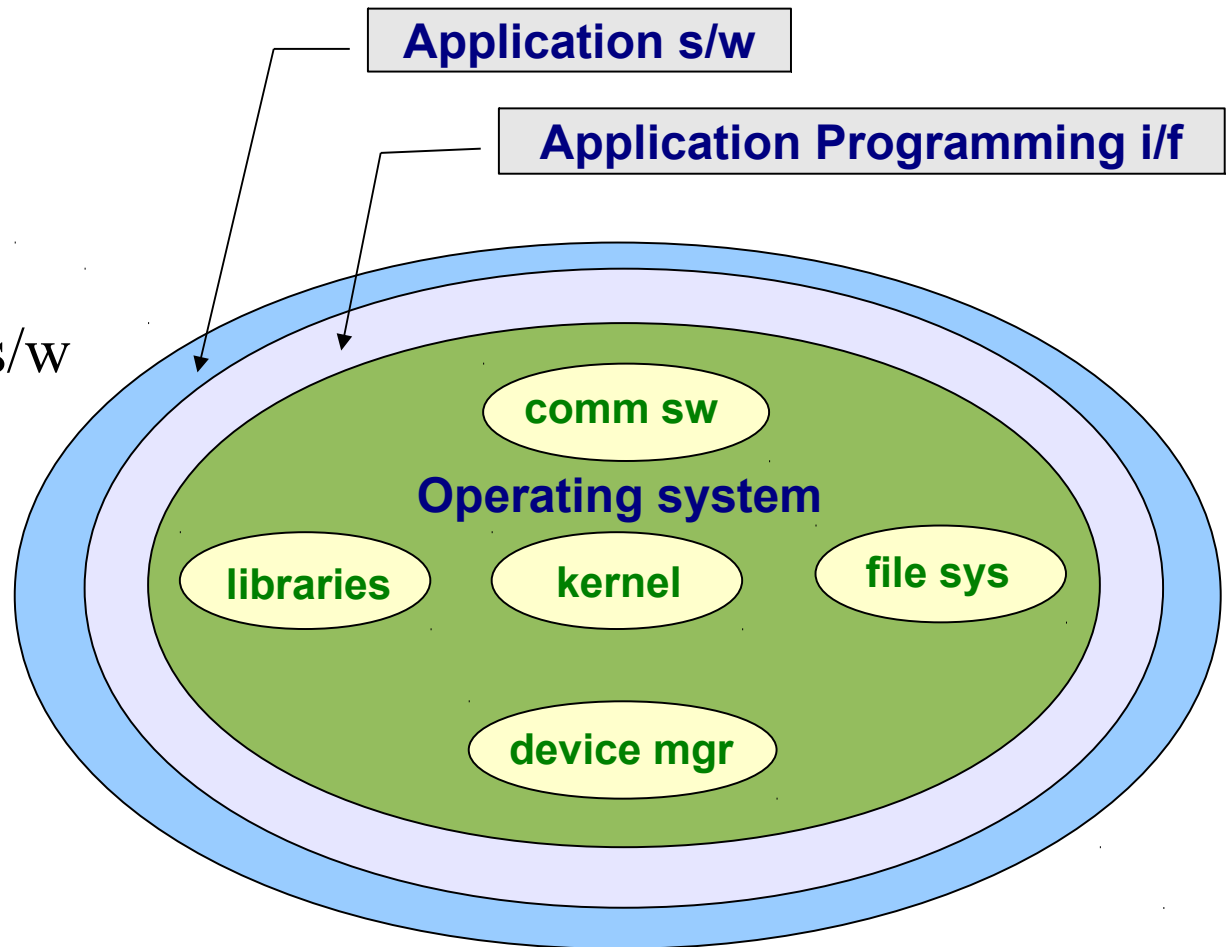 Application s/w
Application Programming i/f
s/w
comm sw
Operating system
libraries
kernel
file sys
device mgr